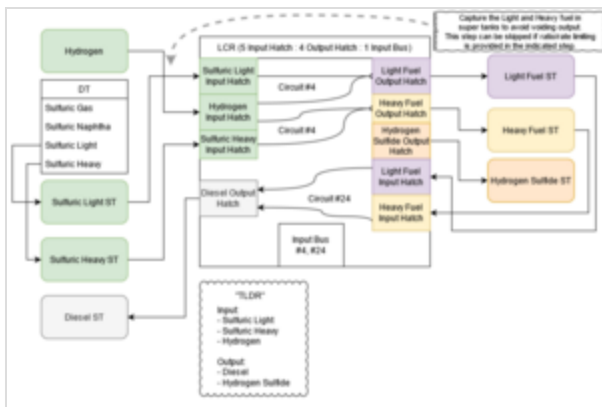 Capture the Light and Heavy fuel in
super tanks to avoid voiding output.
This step can be skipped if ratio/rate limiting
is provided in the indicated step.
LCR (5 Input Hatch : 4 Output Hatch : 1 Input Bus )
Hydrogen
DT
Sulfuric Gas
Sulfuric Naphtha
Sulfuric Light
Sulfuric Heavy
Sulfuric Light ST
Sulfuric Heavy ST
Diesel ST
Sulfuric Light
Input Hatch
Hydrogen
Input Hatch
Sulfuric Heavy
Input Hatch
Circuit #4
Circuit #4
Light Fuel
Output Hatch
Heavy Fuel
Output Hatch
Hydrogen
Sulfide Output
Hatch
Light Fuel
Input Hatch
Heavy Fuel
Input Hatch
Diesel Output
Hatch
Circuit #24
Input Bus
#4, #24
Light Fuel ST
Heavy Fuel ST
Hydrogen Sulfide ST
"TLDR"
Input:
- Sulfuric Light
- Sulfuric Heavy
- Hydrogen
Output:
- Diesel
- Hydrogen Sulfide